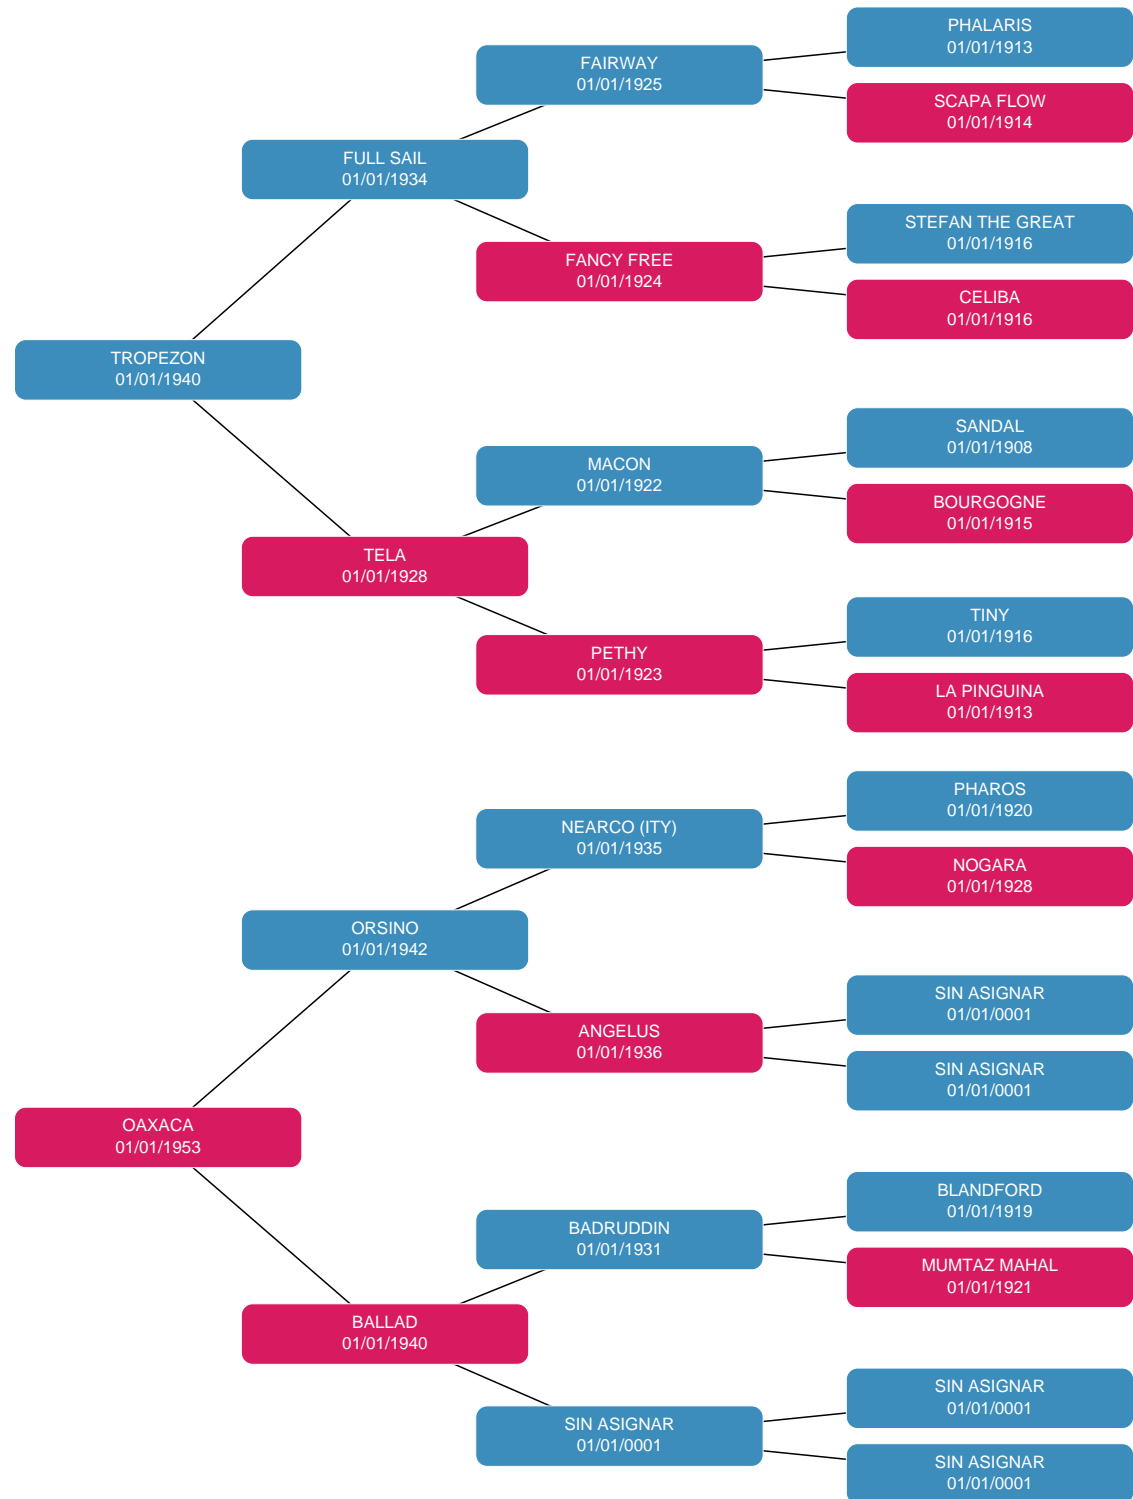 PHALARIS
01/01/1913
FAIRWAY
01/01/1925
SCAPA FLOW
01/01/1914
FULL SAIL
01/01/1934
STEFAN THE GREAT
01/01/1916
FANCY FREE
01/01/1924
CELIBA
01/01/1916
TROPEZON
01/01/1940
SANDAL
01/01/1908
MACON
01/01/1922
BOURGOGNE
01/01/1915
TELA
01/01/1928
TINY
01/01/1916
PETHY
01/01/1923
LA PINGUINA
01/01/1913
PHAROS
01/01/1920
NEARCO (ITY)
01/01/1935
NOGARA
01/01/1928
ORSINO
01/01/1942
SIN ASIGNAR
01/01/0001
ANGELUS
01/01/1936
SIN ASIGNAR
01/01/0001
OAXACA
01/01/1953
BLANDFORD
01/01/1919
BADRUDDIN
01/01/1931
MUMTAZ MAHAL
01/01/1921
BALLAD
01/01/1940
SIN ASIGNAR
01/01/0001
SIN ASIGNAR
01/01/0001
SIN ASIGNAR
01/01/0001